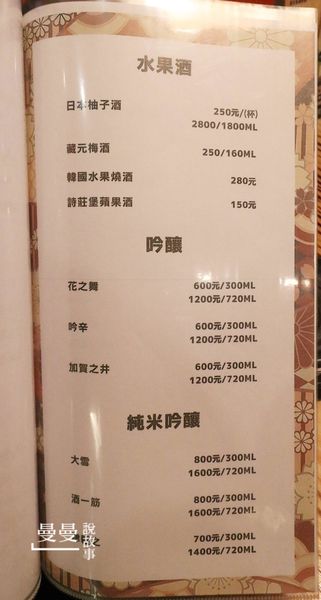 水果酒
日本柚子酒 250元/(杯)
2800/1800ML
藏元梅酒 250/160ML
韓國水果燒酒 280元
詩莊堡蘋果酒 150元
吟釀
花之舞 600元/300ML
1200元/720ML
吟辛 600元/300ML
1200元/720ML
加賀之井 600元/300ML
1200元/720ML
純米吟釀
大雪 800元/300ML
1600元/720ML
酒一筋 800元/300ML
1600元/720ML
之 700元/300ML
1400元/720ML
曼曼
說故事